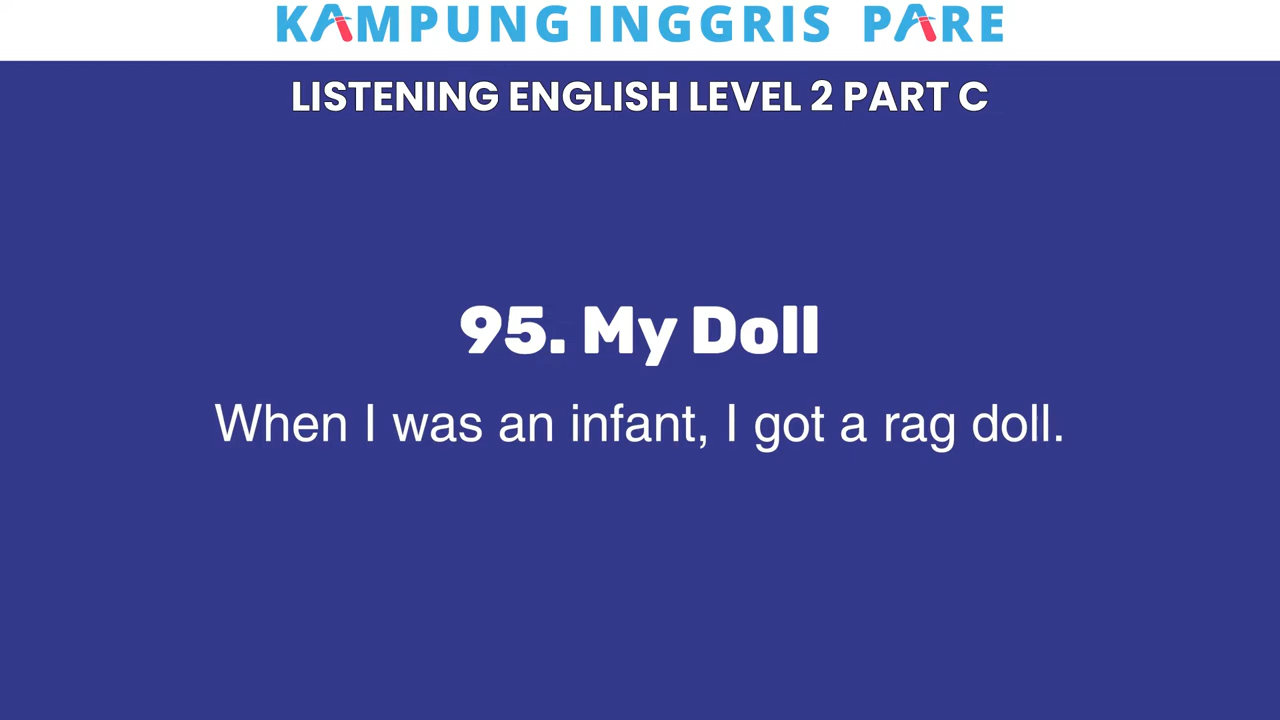 KAMPUNG INGGRIS PARE
LISTENING ENGLISH LEVEL 2 PART C
95. My Doll
When I was an infant, I got a rag doll.